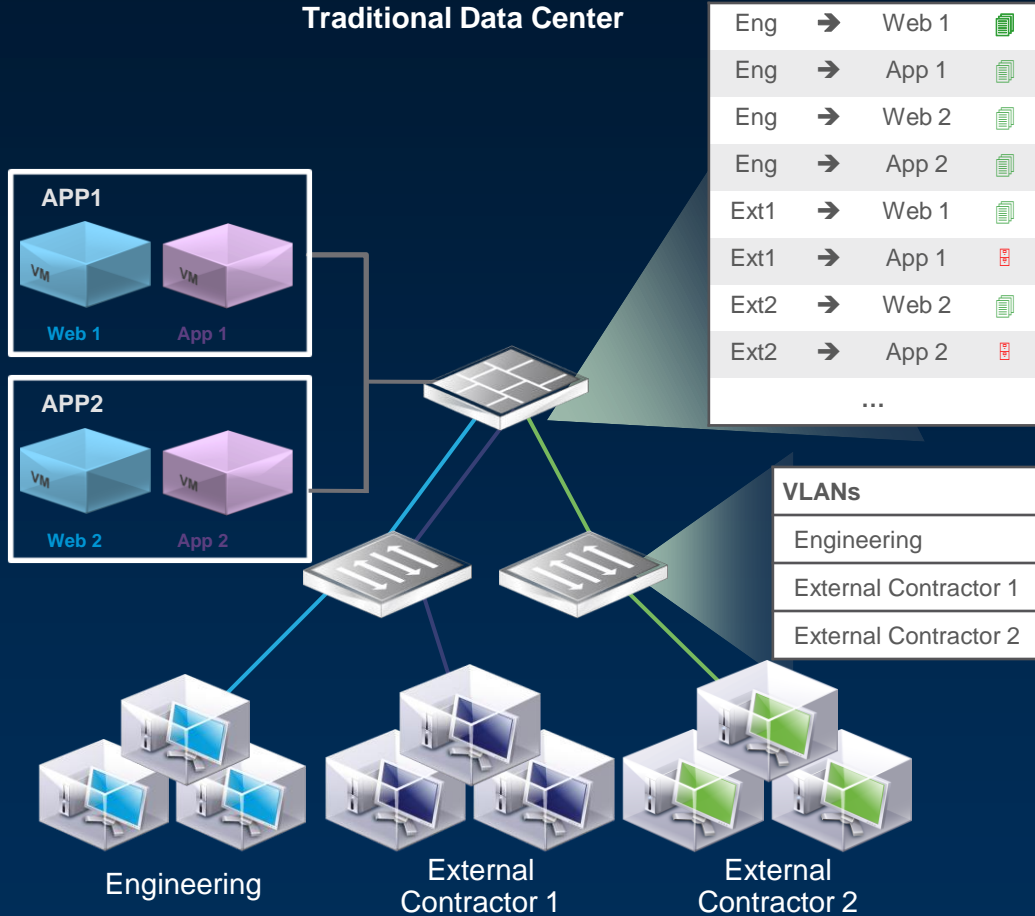 Traditional Data Center
Eng ➔ Web 1
Eng ➔ App 1
Eng ➔ Web 2
Eng ➔ App 2
Ext1 ➔ Web 1
Ext1 ➔ App 1
Ext2 ➔ Web 2
Ext2 ➔ App 2
…
APP1
VM
VM
Web 1
App 1
APP2
VM
VM
Web 2
App 2
VLANs
Engineering
External Contractor 1
External Contractor 2
Engineering
External
Contractor 1
External
Contractor 2